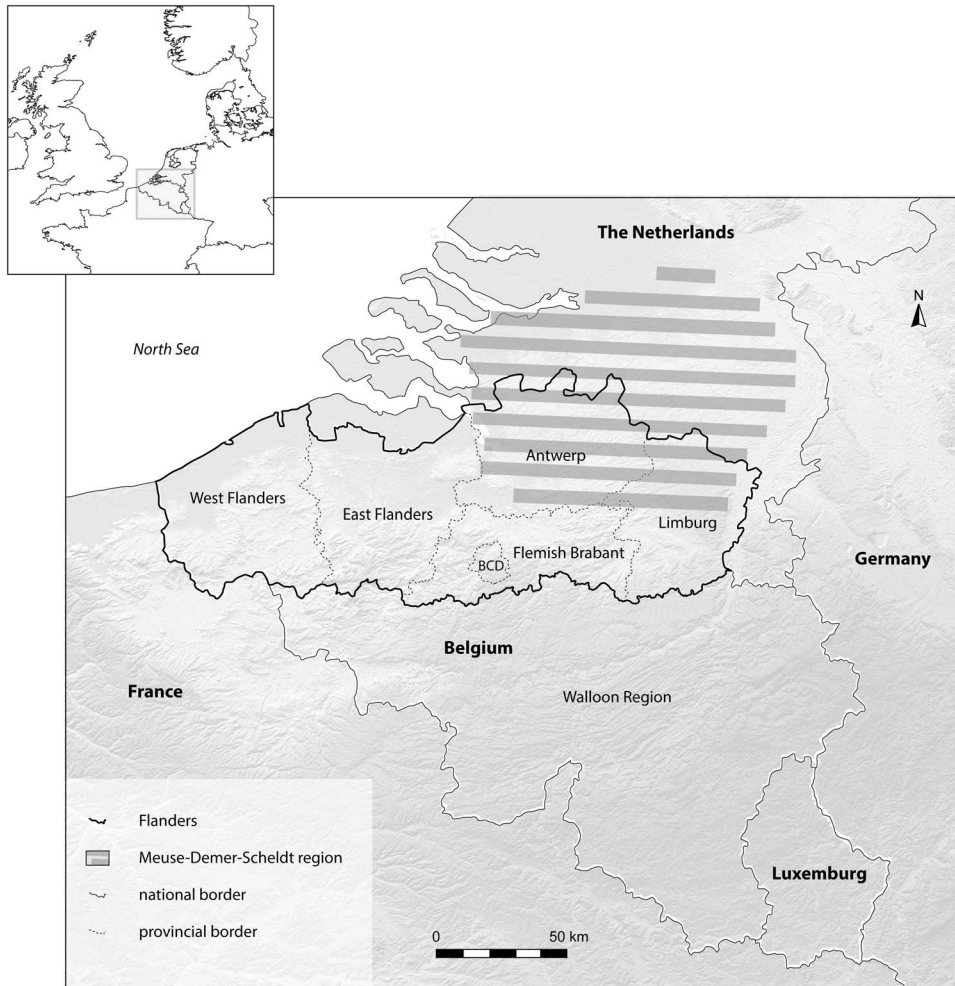 The Netherlands
N
North Sea
Antwerp
West Flanders
East Flanders
Limburg
Flemish Brabant
BCD
Germany
Belgium
France
Walloon Region
Flanders
Meuse-Demer-Scheldt region
Luxemburg
national border
provincial border
0 50 km